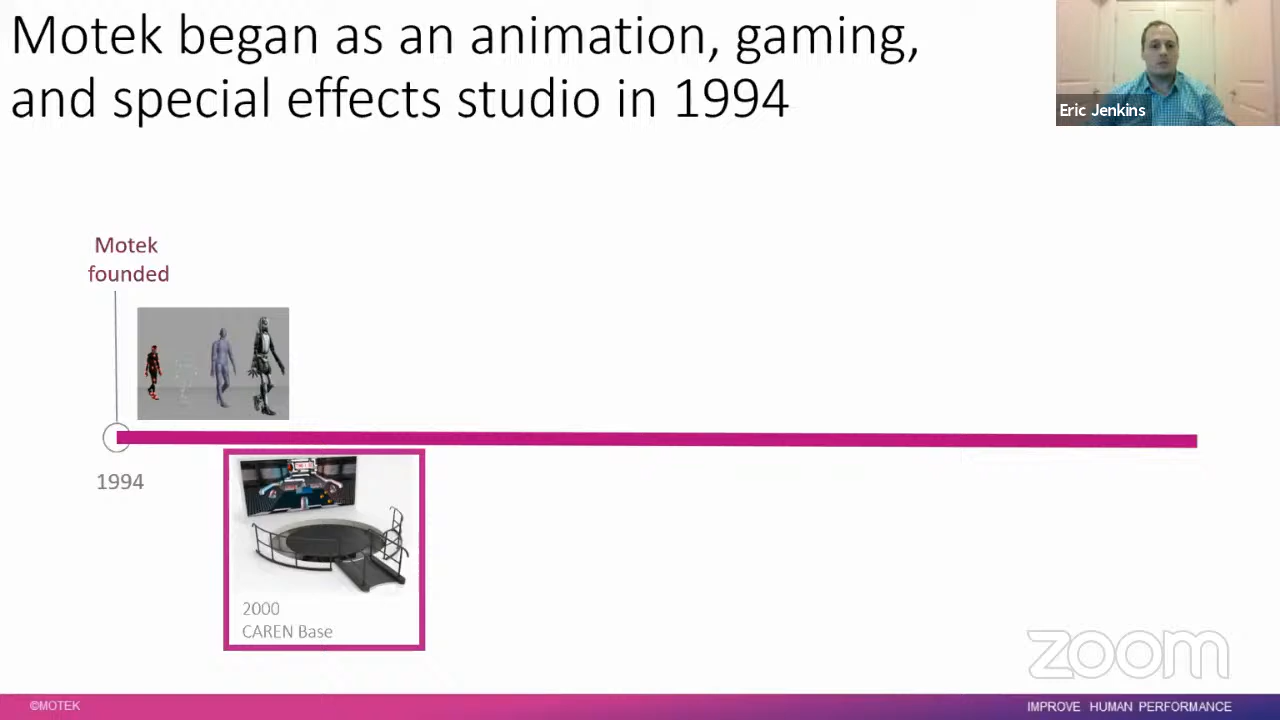 Motek began as an animation, gaming,
and special effects studio in 1994
Eric Jenkins
Motek
founded
1994
2000
CAREN Base
zoom
©MOTEK
IMPROVE HUMAN PERFORMANCE